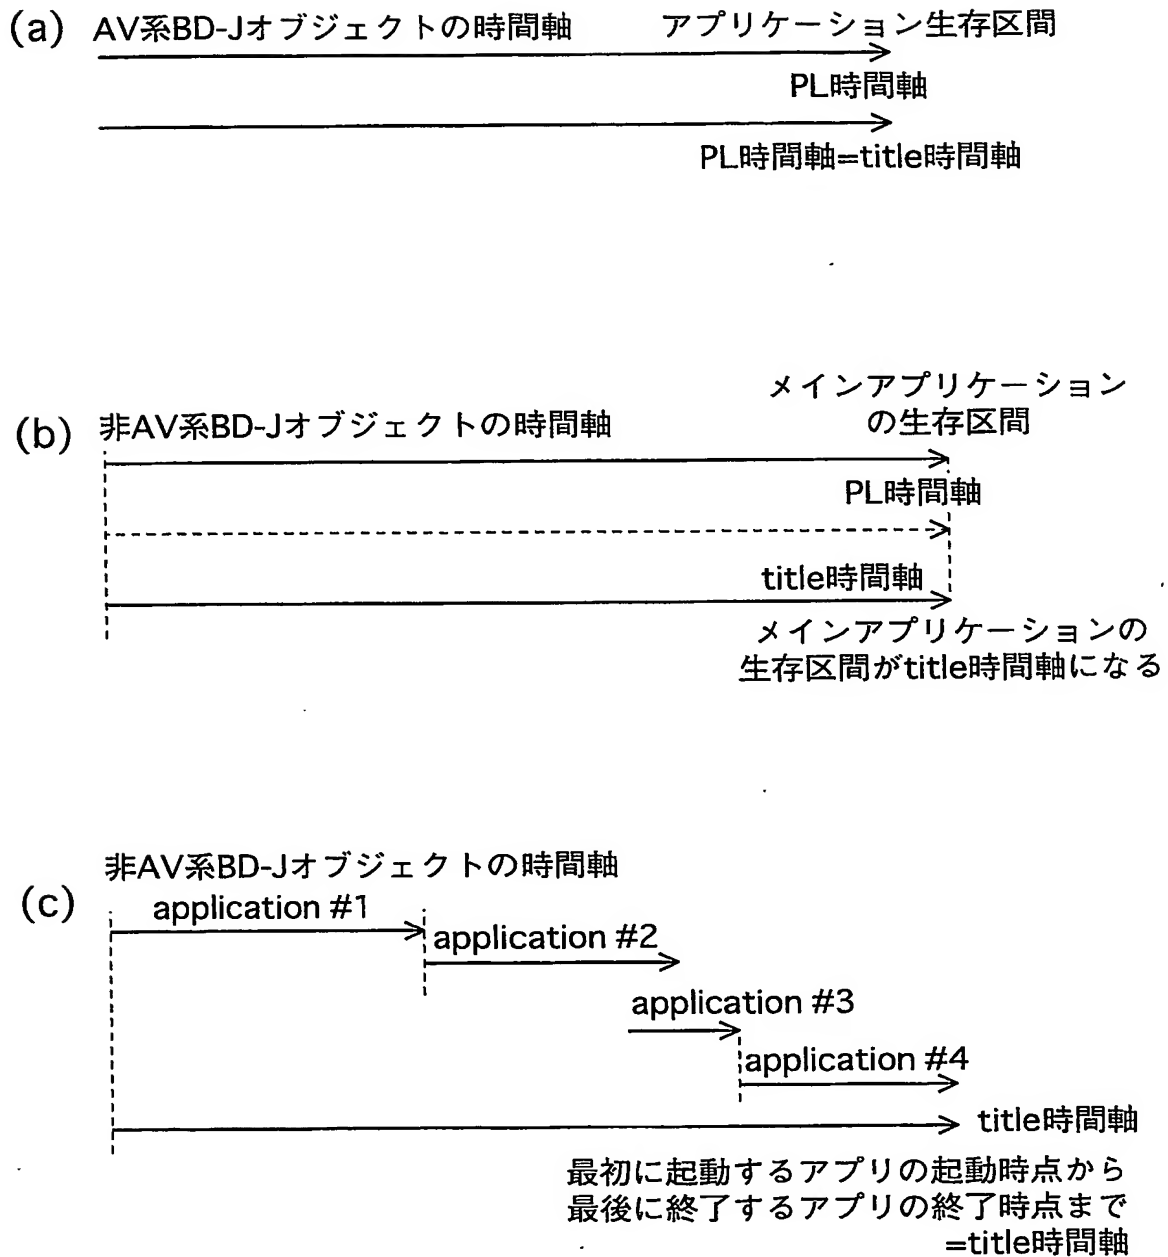 (a) AV系BD-Jオブジェクトの時間軸 アプリケーション生存区間
PL時間軸
PL時間軸=title時間軸
メインアプリケーション
(b) 非AV系BD-Jオブジェクトの時間軸 の生存区間
PL時間軸
title時間軸
メインアプリケーションの
生存区間がtitle時間軸になる
非AV系BD-Jオブジェクトの時間軸
(c) application #1
application #2
application #3
application #4
title時間軸
最初に起動するアプリの起動時点から
最後に終了するアプリの終了時点まで
=title時間軸